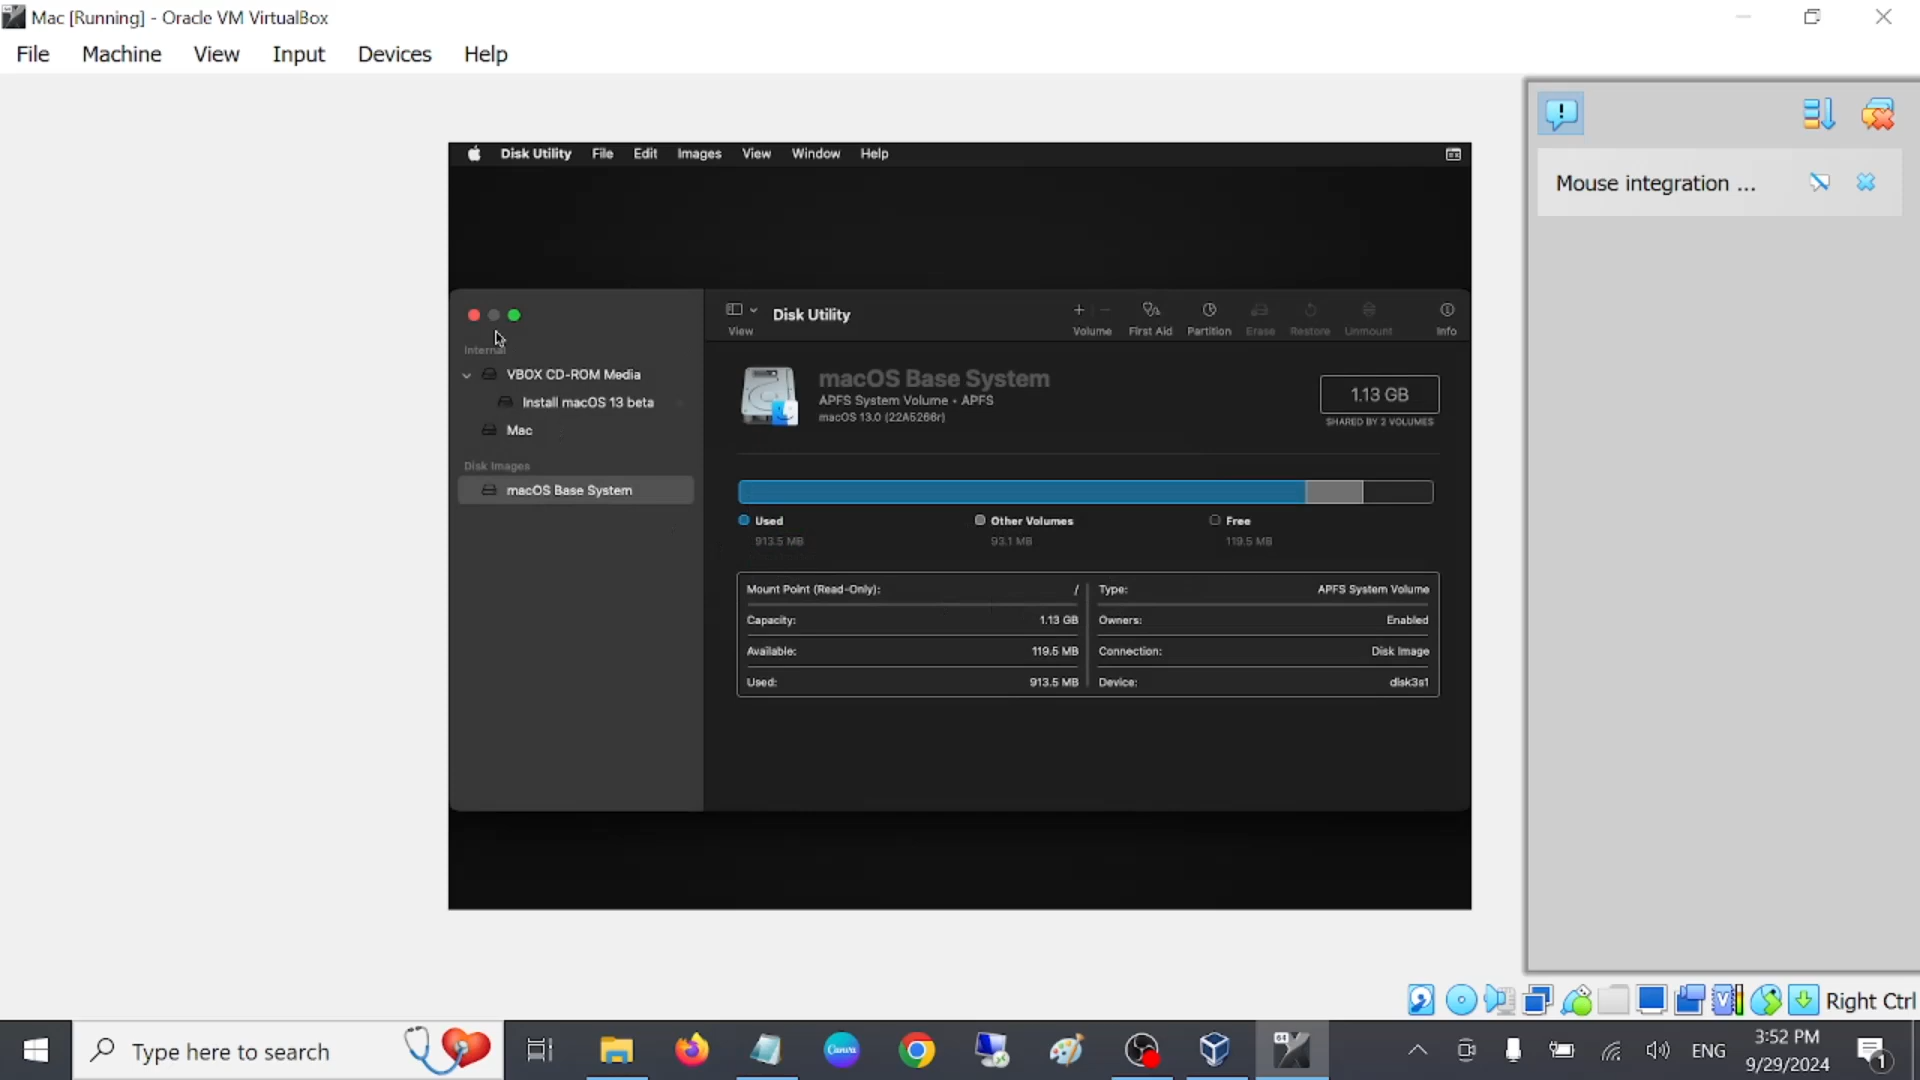 Mac [Running] - Oracle VM VirtualBox
File Machine View Input Devices Help
Mouse integration ...
Disk Utility File Edit Images View Window Help
Disk Utility
View
Volume First Aid Partition Erase Restore Unmount Info
Internal
VBOX CD-ROM Media
Install macOS 13 beta
Mac
Disk Images
macOS Base System
macOS Base System
APFS System Volume • APFS
macOS 13.0 (22A5266r)
1.13 GB
SHARED BY 2 VOLUMES
Used Other Volumes Free
913.5 MB 93.1 MB 119.5 MB
Mount Point (Read-Only): / Type: APFS System Volume
Capacity: 1.13 GB Owners: Enabled
Available: 119.5 MB Connection: Disk Image
Used: 913.5 MB Device: disk3s1
Right Ctrl
Type here to search
Canva
64
ENG
3:52 PM
9/29/2024
1